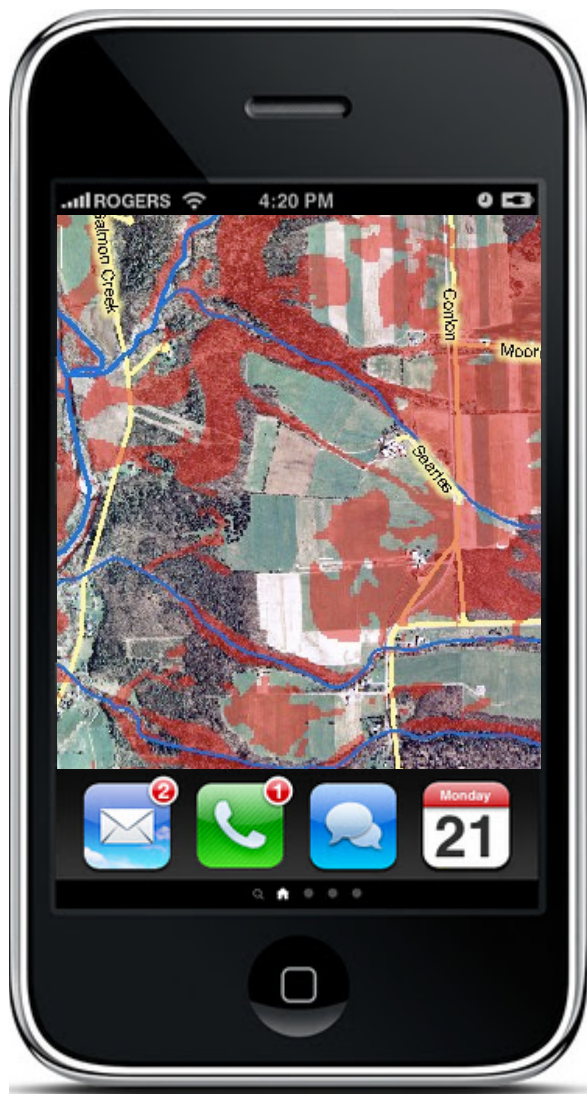 ROGERS 4:20 PM
Salmon Creek
Conlon
Moor
Searles
2
1
Monday
21